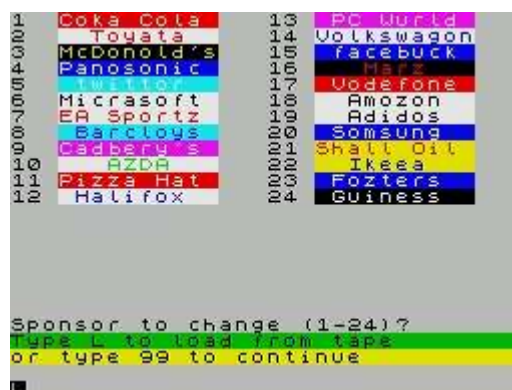 1 Coka Cola
2 Toyata
3 McDonold's
4 Panosonic
5 twittor
6 Micrasoft
7 EA Sportz
8 Barcloys
9 Cadbery's
10 AZDA
11 Pizza Hat
12 Halifox
13 PC Wurld
14 Volkswagon
15 facebuck
16 Marz
17 Vodefone
18 Amozon
19 Adidos
20 Somsung
21 Shall Oil
22 Ikeea
23 Fozters
24 Guiness
Sponsor to change (1-24)?
Type L to load from tape
or type 99 to continue
L